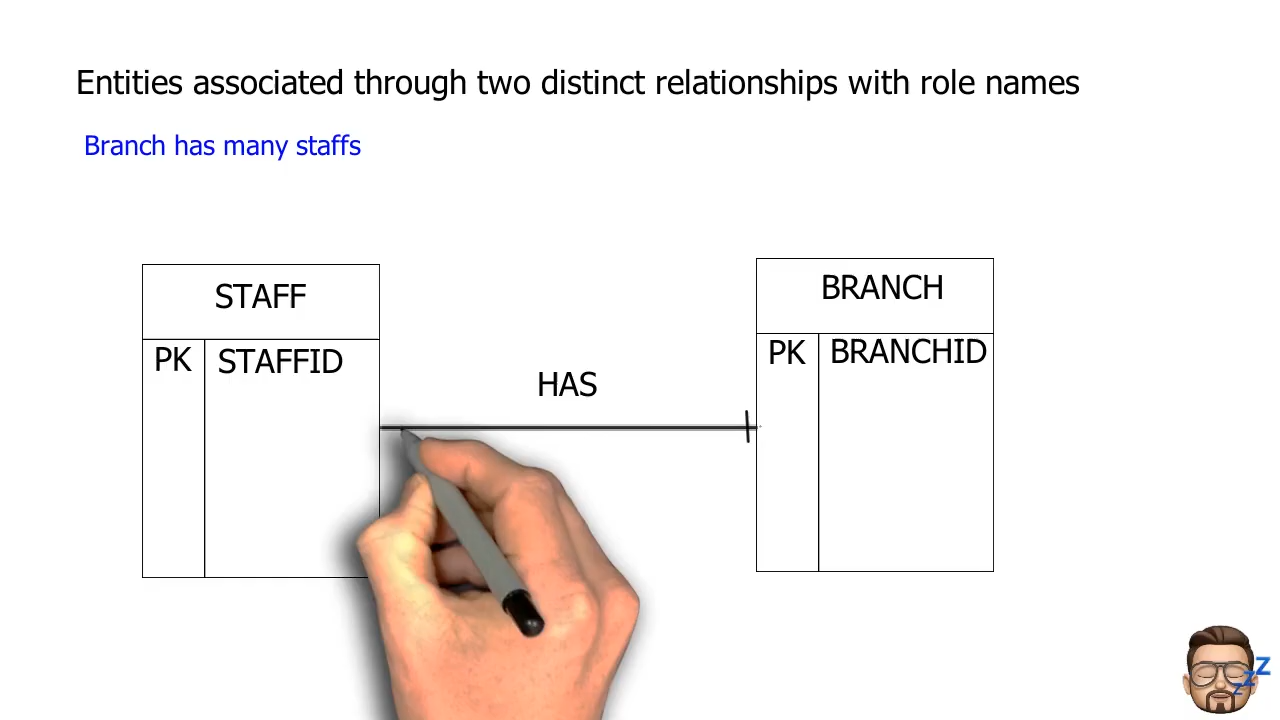 Entities associated through two distinct relationships with role names
Branch has many staffs
STAFF
PK STAFFID
HAS
BRANCH
PK BRANCHID
z z z